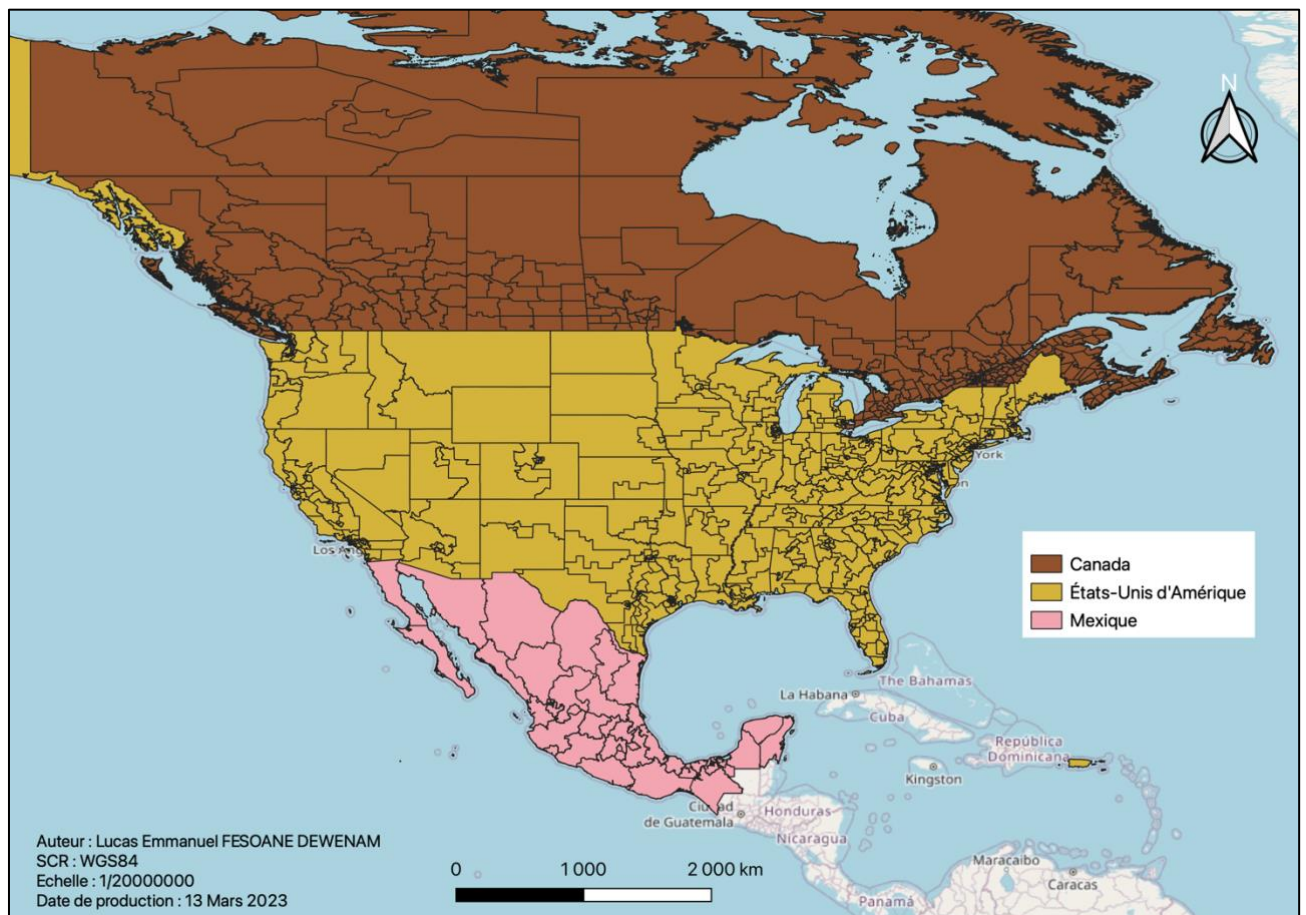 N
York
on
Los Ang
Canada
États-Unis d'Amérique
Mexique
The Bahamas
La Habana
Cuba
República
Dominicana
Kingston
Ciudad
de Guatemala
Honduras
Nicaragua
Maracaibo
Caracas
Panamá
Auteur : Lucas Emmanuel FESOANE DEWENAM
SCR : WGS84
Echelle : 1/20000000
Date de production : 13 Mars 2023
0 1 000 2 000 km